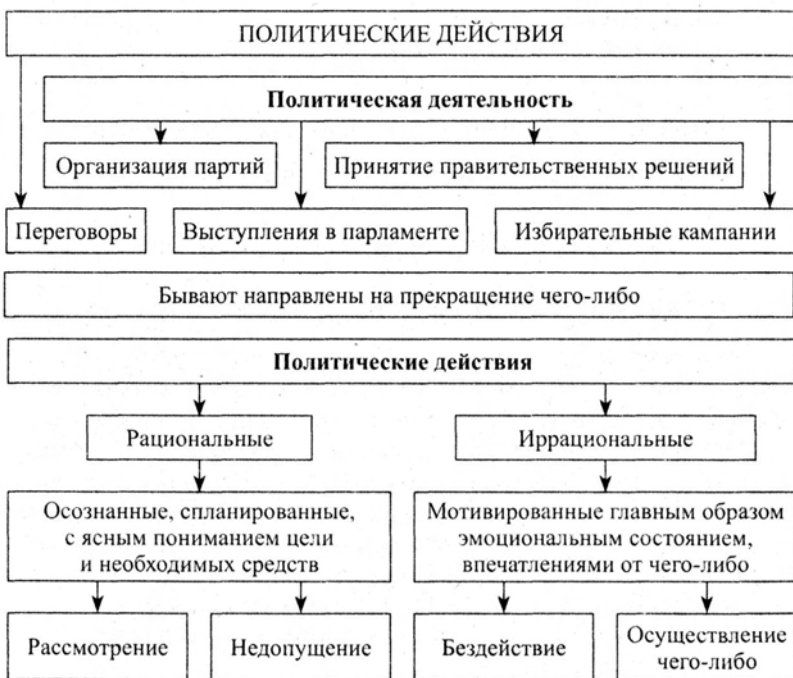 ПОЛИТИЧЕСКИЕ ДЕЙСТВИЯ
Политическая деятельность
Организация партий
Принятие правительственных решений
Переговоры
Выступления в парламенте
Избирательные кампании
Бывают направлены на прекращение чего-либо
Политические действия
Рациональные
Иррациональные
Осознанные, спланированные,
с ясным пониманием цели
и необходимых средств
Мотивированные главным образом
эмоциональным состоянием,
впечатлениями от чего-либо
Рассмотрение
Недопущение
Бездействие
Осуществление
чего-либо